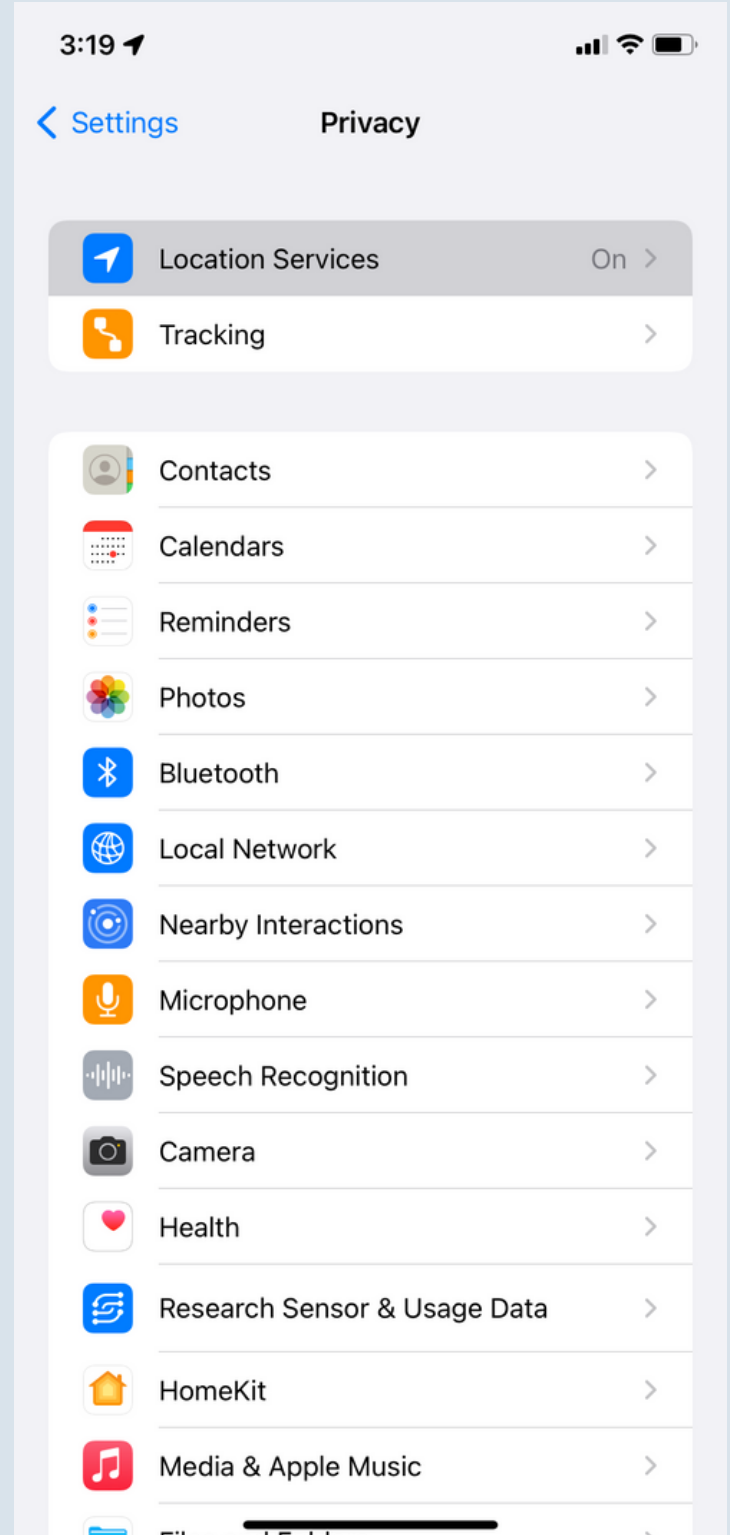 3:19
Settings
Privacy
Location Services On
Tracking
Contacts
Calendars
Reminders
Photos
Bluetooth
Local Network
Nearby Interactions
Microphone
Speech Recognition
Camera
Health
Research Sensor & Usage Data
HomeKit
Media & Apple Music